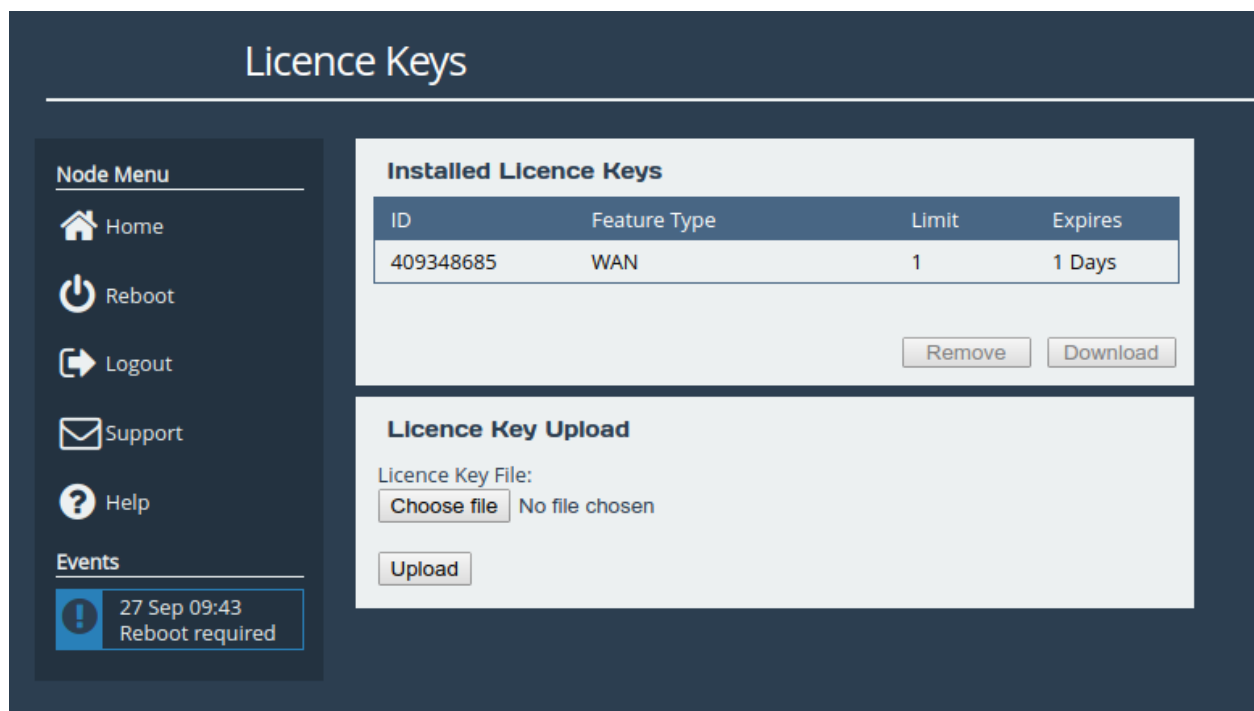 Licence Keys
Node Menu
Home
Reboot
Logout
Support
Help
Events
27 Sep 09:43
Reboot required
Installed Licence Keys
ID Feature Type Limit Expires
409348685 WAN 1 1 Days
Remove Download
Licence Key Upload
Licence Key File:
Choose file No file chosen
Upload